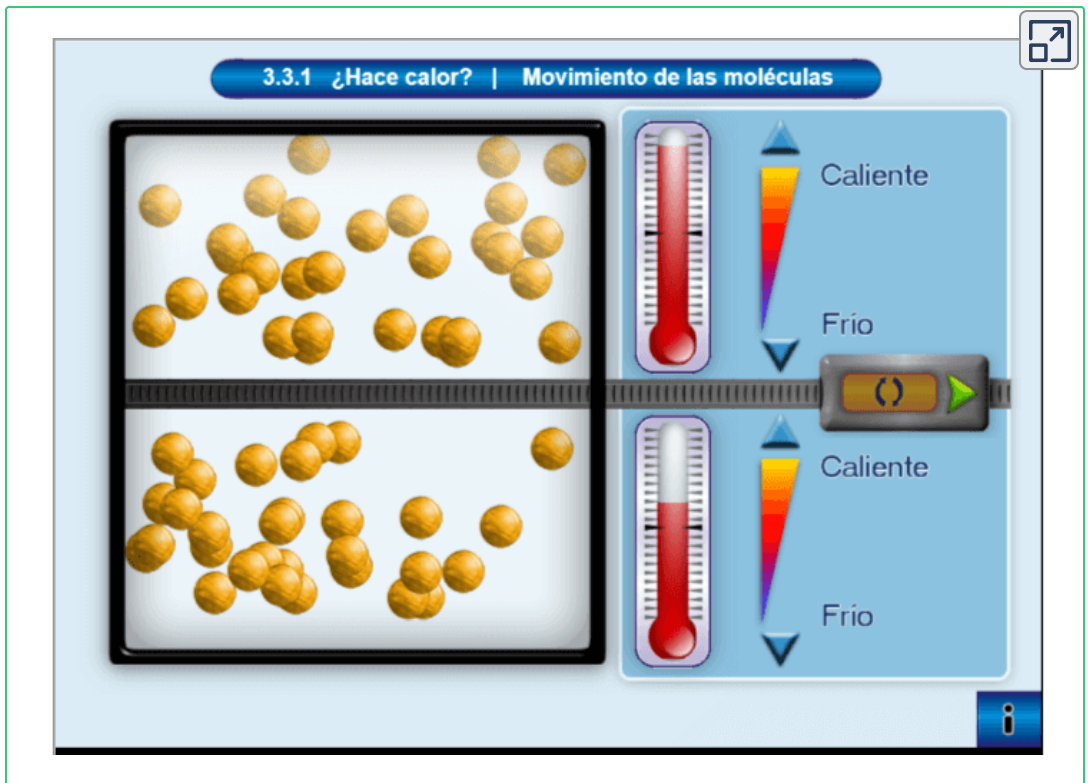 3.3.1 ¿Hace calor? | Movimiento de las moléculas
Caliente
Frío
Caliente
Frío
i